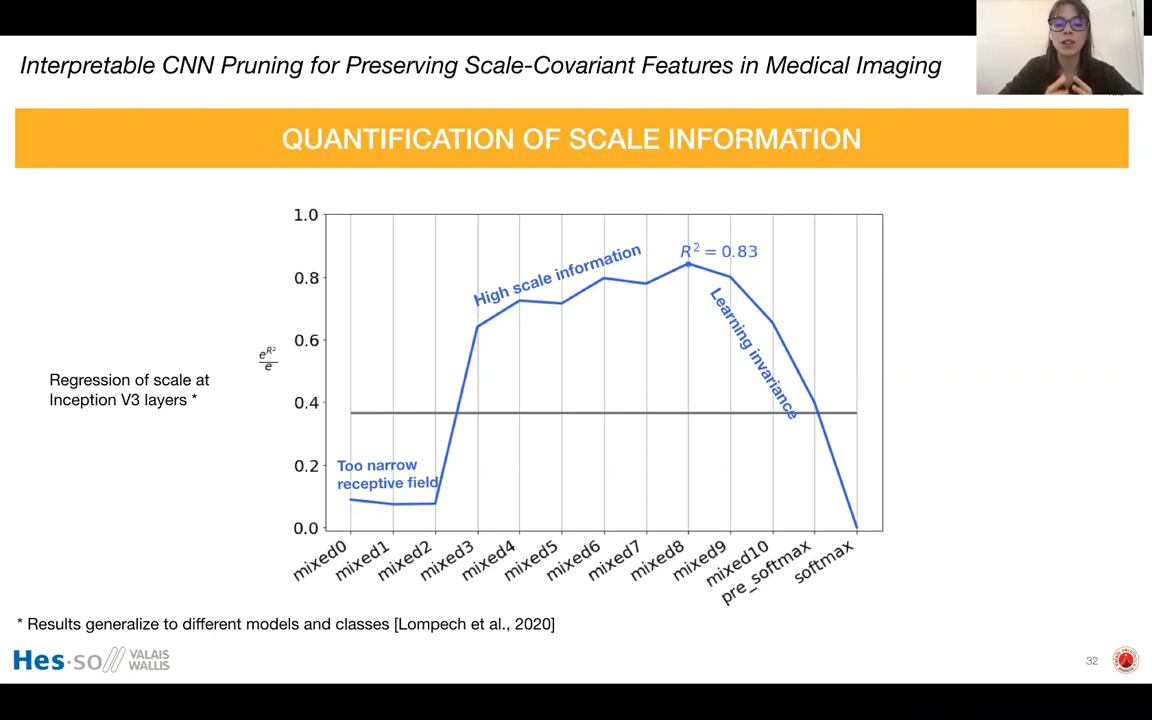 Interpretable CNN Pruning for Preserving Scale-Covariant Features in Medical Imaging
QUANTIFICATION OF SCALE INFORMATION
1.0
0.8
0.6
0.4
0.2
0.0
e^R²
e
Regression of scale at
Inception V3 layers *
High scale information
R² = 0.83
Learning invariance
Too narrow
receptive field
mixed0
mixed1
mixed2
mixed3
mixed4
mixed5
mixed6
mixed7
mixed8
mixed9
mixed10
pre_softmax
softmax
* Results generalize to different models and classes [Lompech et al., 2020]
Hes·so VALAIS
WALLIS
32